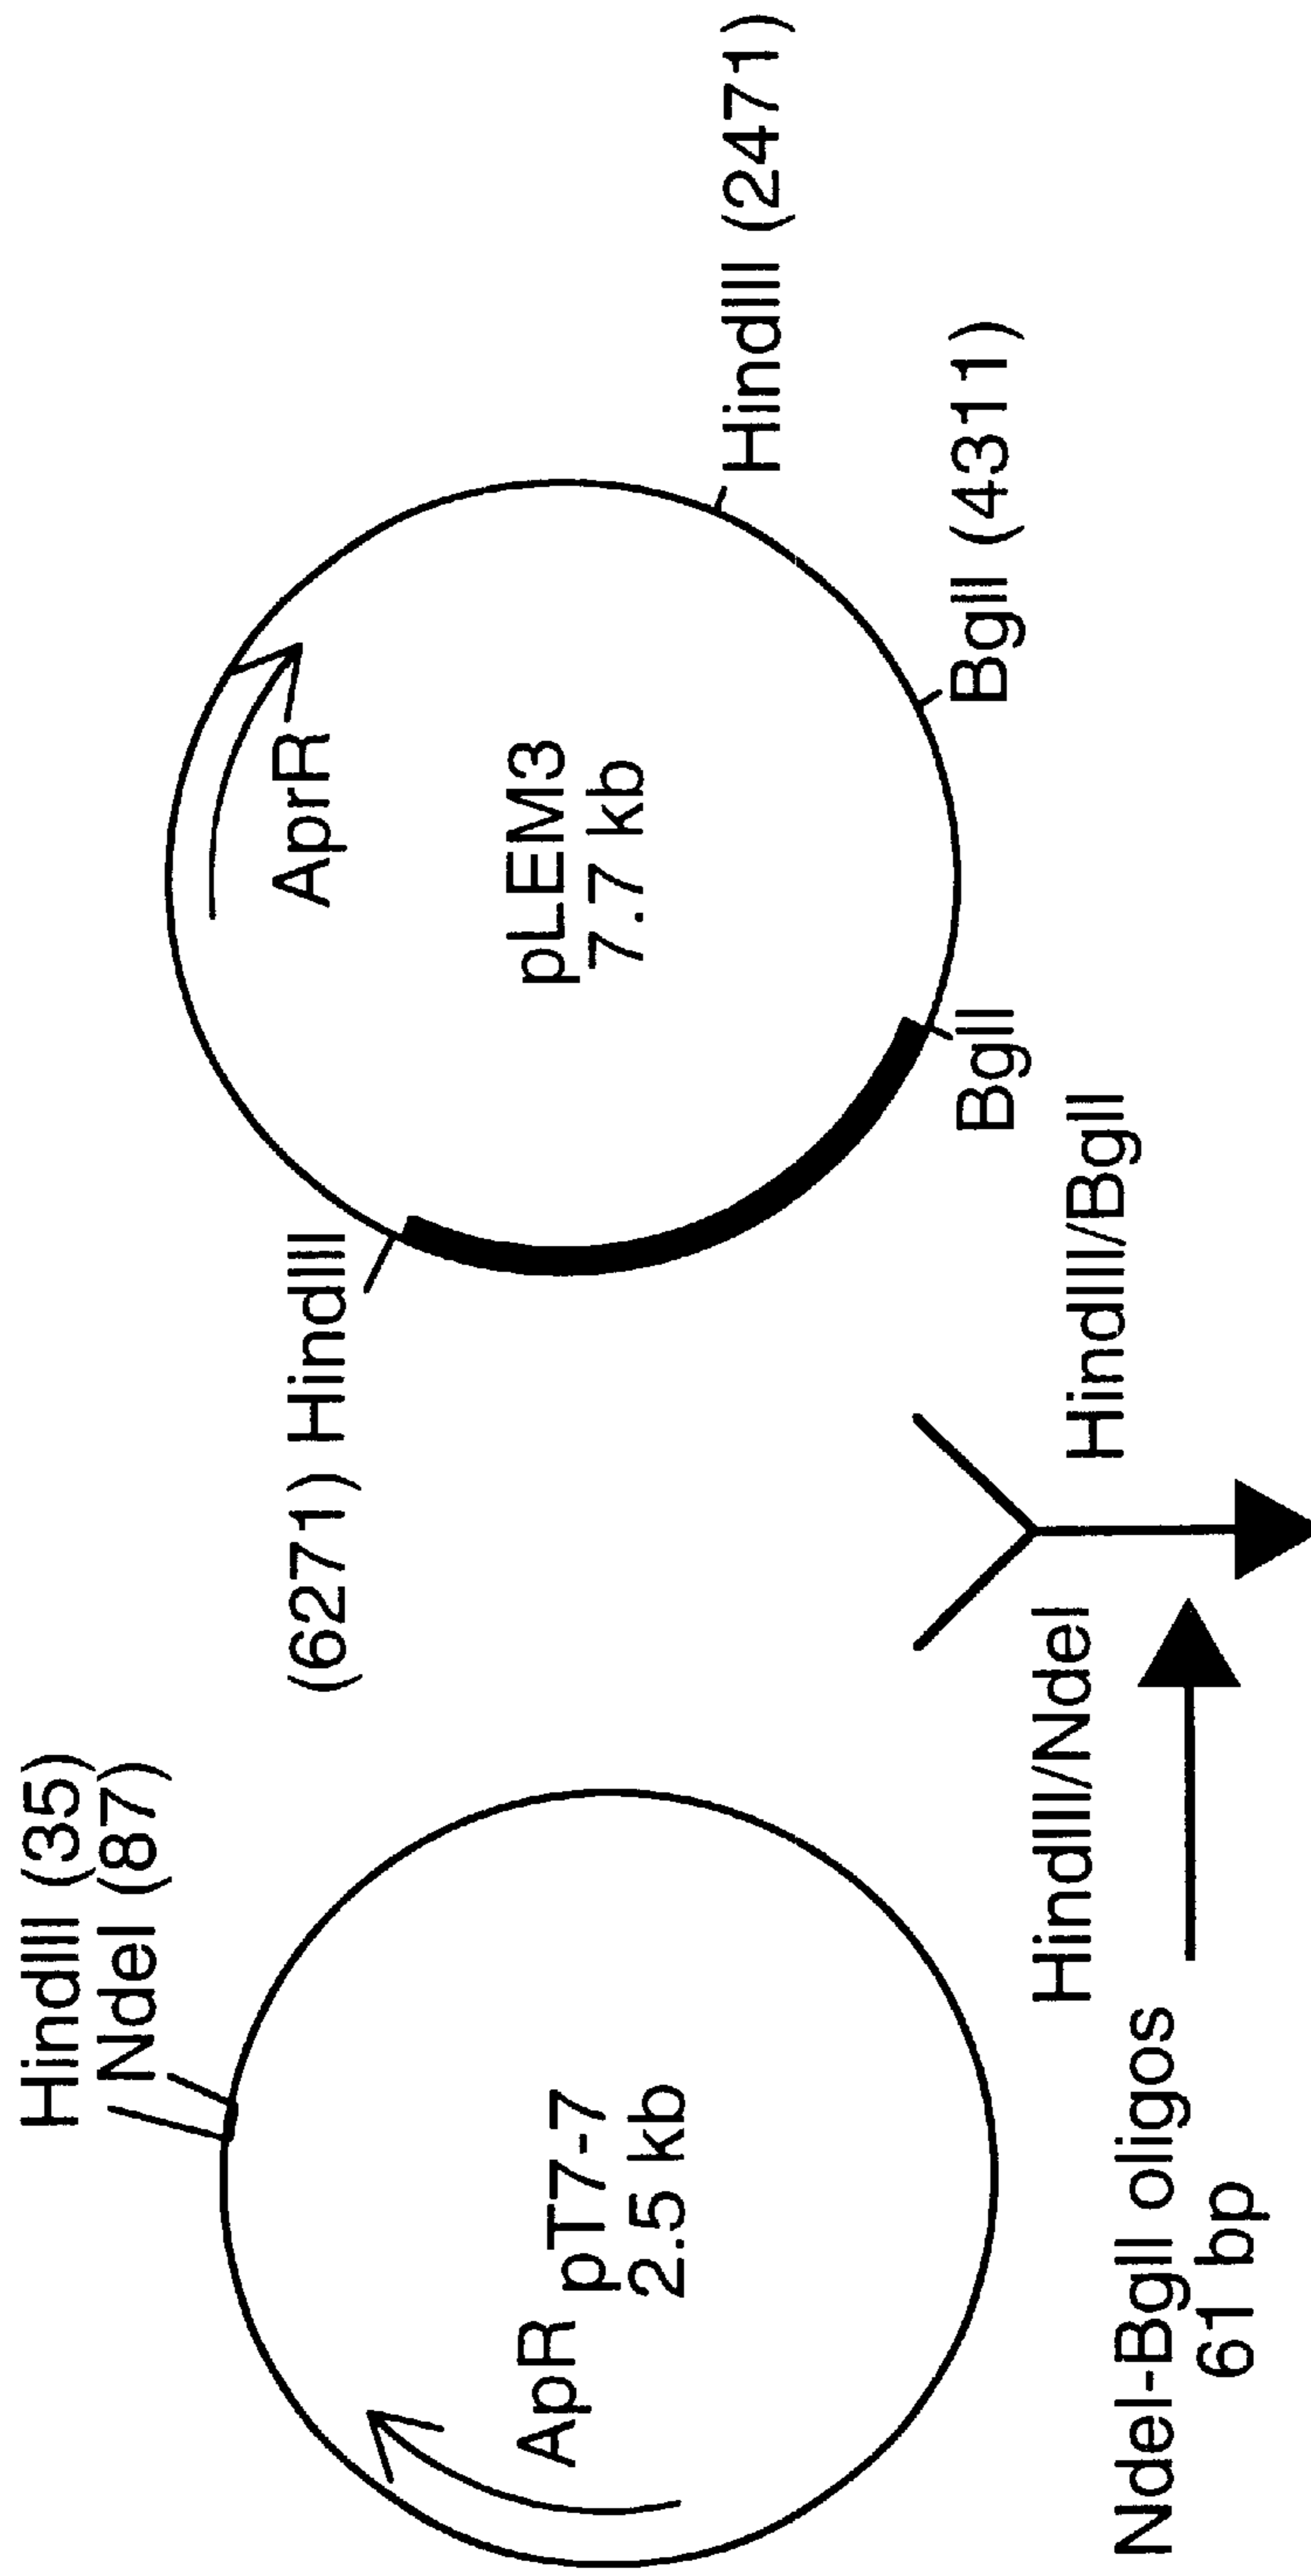 HindIII (35)
NdeI (87)
ApR
pT7-7
2.5 kb
(6271) HindIII
AprR
pLEM3
7.7 kb
HindIII (2471)
BglI (4311)
BglI
HindIII/NdeI
HindIII/BglI
NdeI-BglI oligos
61 bp